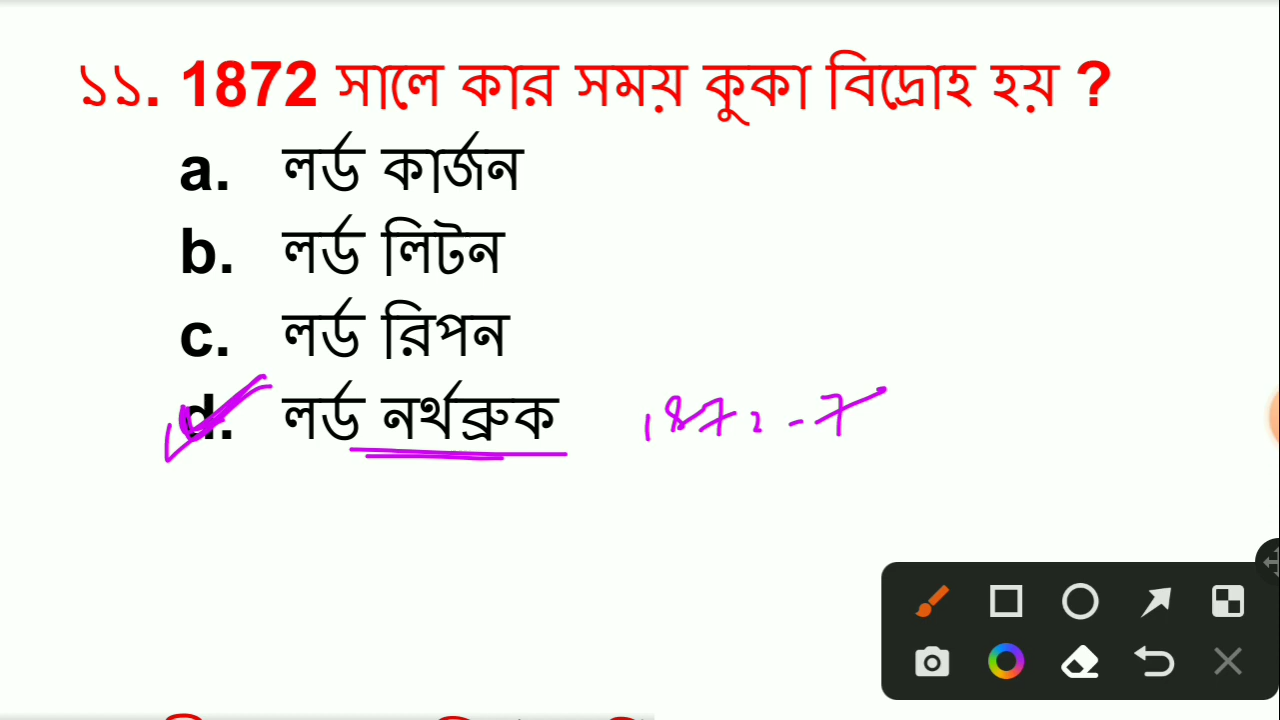 ১১. 1872 সালে কার সময় কুকা বিদ্রোহ হয় ?
a. লর্ড কার্জন
b. লর্ড লিটন
c. লর্ড রিপন
d. লর্ড নর্থব্রুক 1872 - 7